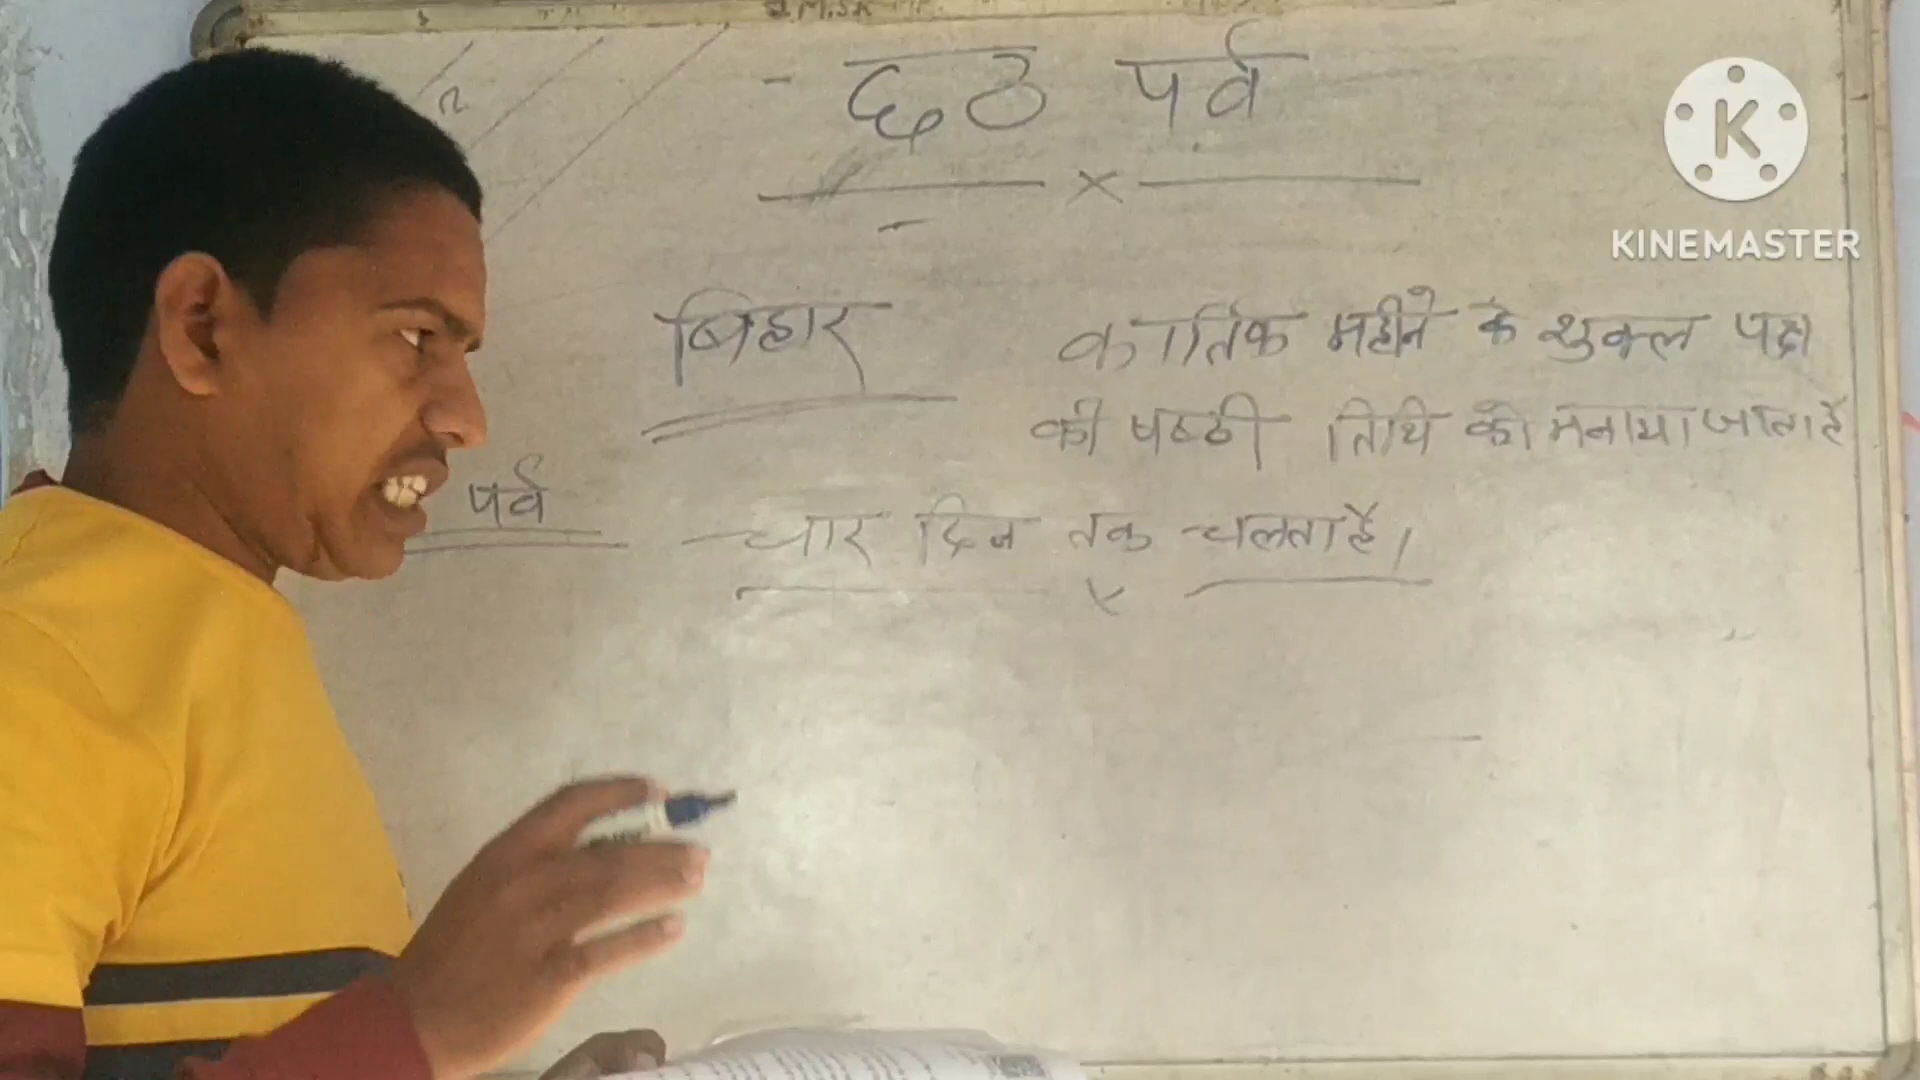 छठ पर्व
KINEMASTER
बिहार
कार्तिक महीने के शुक्ल पक्ष
की षष्ठी तिथि को मनाया जाता है
पर्व चार दिन तक चलता है।